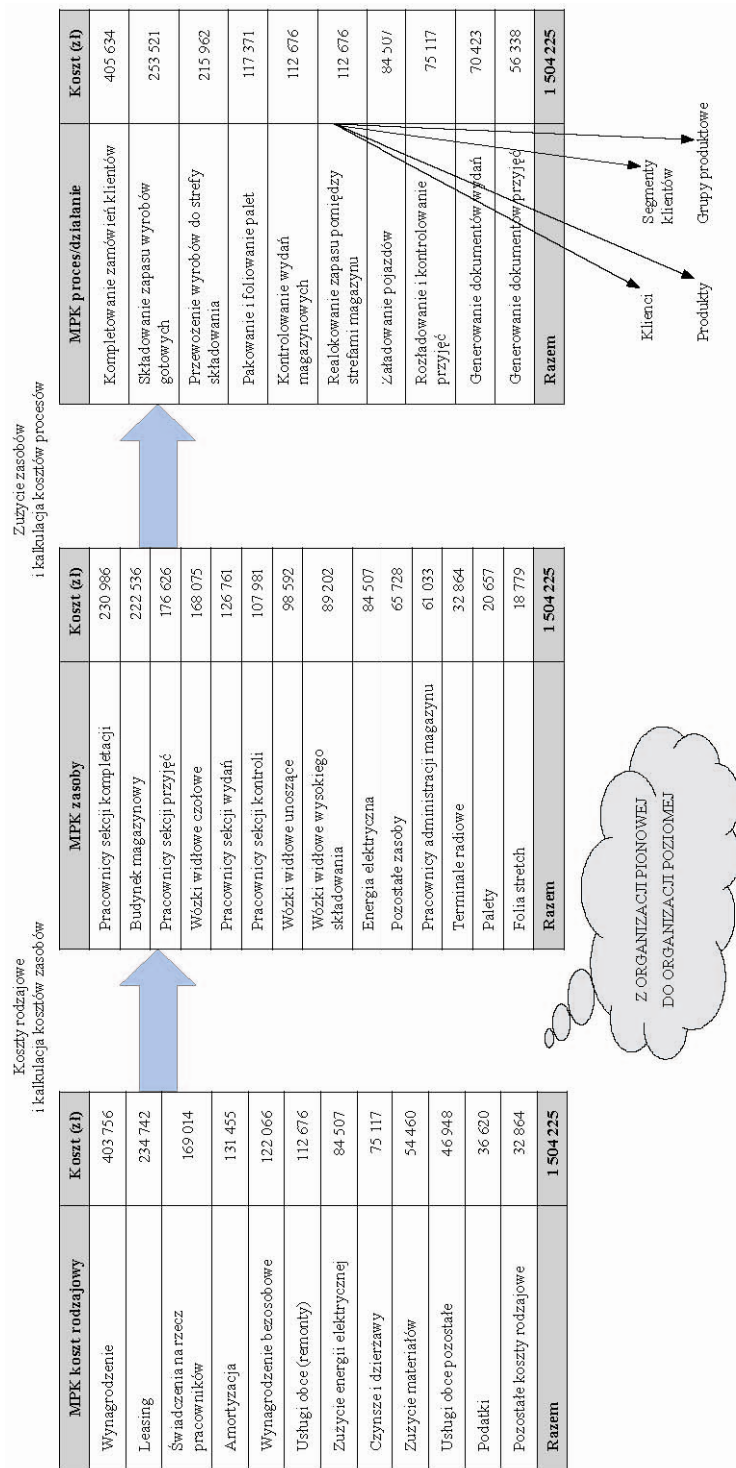 Koszty rodzajowe
i kalkulacja kosztów zasobów
Zużycie zasobów
i kalkulacja kosztów procesów
MPK koszt rodzajowy Koszt (zł)
Wynagrodzenie 403 756
Leasing 234 742
Świadczenia na rzecz
pracowników 169 014
Amortyzacja 131 455
Wynagrodzenie bezosobowe 122 066
Usługi obce (remonty) 112 676
Zużycie energii elektrycznej 84 507
Czynsze i dzierżawy 75 117
Zużycie materiałów 54 460
Usługi obce pozostałe 46 948
Podatki 36 620
Pozostałe koszty rodzajowe 32 864
Razem 1 504 225
MPK zasoby Koszt (zł)
Pracownicy sekcji kompletacji 230 986
Budynek magazynowy 222 536
Pracownicy sekcji przyjęć 176 626
Wózki widłowe czołowe 168 075
Pracownicy sekcji wydań 126 761
Pracownicy sekcji kontroli 107 981
Wózki widłowe unoszące 98 592
Wózki widłowe wysokiego
składowania 89 202
Energia elektryczna 84 507
Pozostałe zasoby 65 728
Pracownicy administracji magazynu 61 033
Terminale radiowe 32 864
Palety 20 657
Folia stretch 18 779
Razem 1 504 225
MPK proces/działanie Koszt (zł)
Kompletowanie zamówień klientów 405 634
Składowanie zapasu wyrobów
gotowych 253 521
Przewożenie wyrobów do strefy
składowania 215 962
Pakowanie i foliowanie palet 117 371
Kontrolowanie wydań
magazynowych 112 676
Realokowanie zapasu pomiędzy
strefami magazynu 112 676
Załadowanie pojazdów 84 507
Rozładowanie i kontrolowanie
przyjęć 75 117
Generowanie dokumentów wydań 70 423
Generowanie dokumentów przyjęć 56 338
Razem 1 504 225
Z ORGANIZACJI PIONOWEJ
DO ORGANIZACJI POZIOMEJ
Klienci
Segmenty
klientów
Produkty
Grupy produktowe